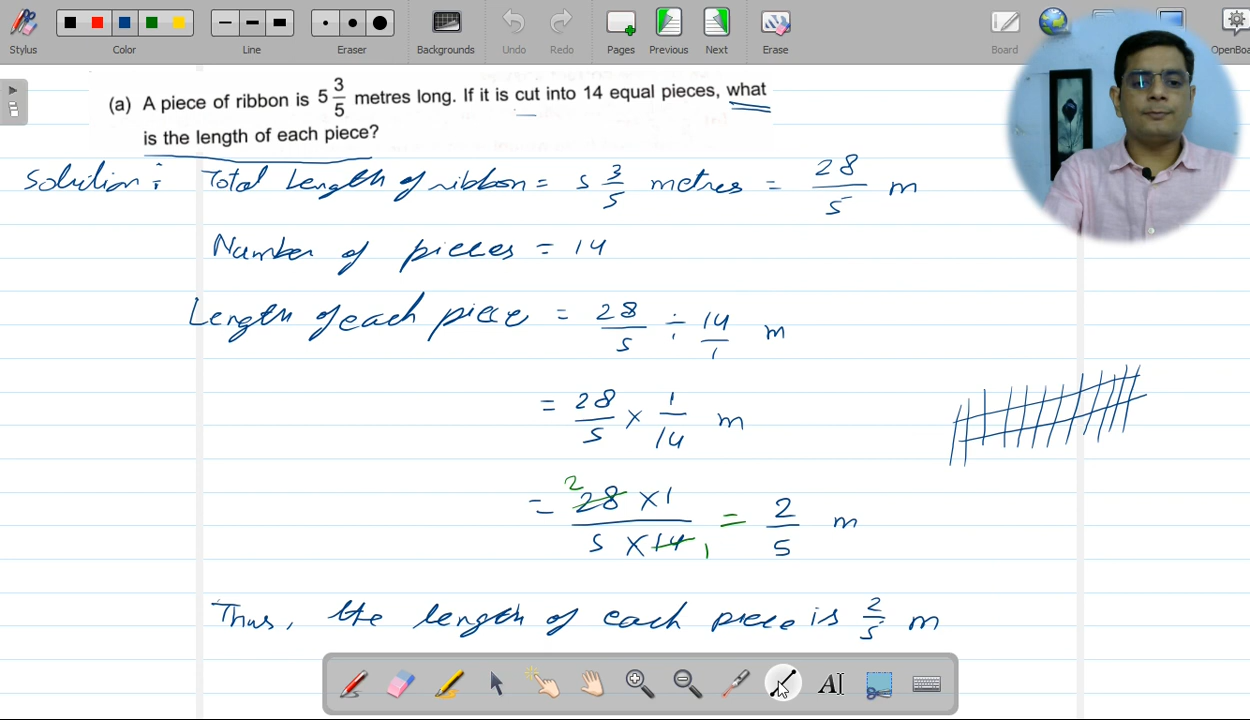 Stylus Color Line Eraser Backgrounds Undo Redo Pages Previous Next Erase Board OpenBoa
(a) A piece of ribbon is 5 3/5 metres long. If it is cut into 14 equal pieces, what
is the length of each piece?
Solution : Total Length of ribbon = 5 3/5 metres = 28/5 m
Number of pieces = 14
Length of each piece = 28/5 ÷ 14/1 m
= 28/5 × 1/14 m
= 2 28 × 1 / 5 × 14 1 = 2/5 m
Thus, the length of each piece is 2/5 m